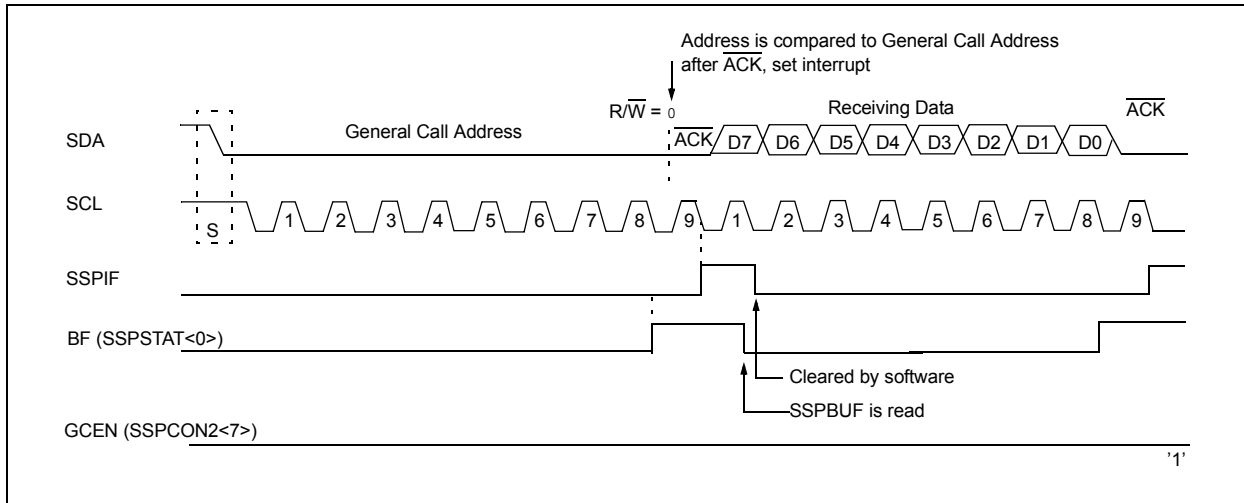 Address is compared to General Call Address
after ACK, set interrupt
R/W = 0
Receiving Data
ACK
SDA
General Call Address
ACK
D7 D6 D5 D4 D3 D2 D1 D0
SCL
S
1 2 3 4 5 6 7 8 9 1 2 3 4 5 6 7 8 9
SSPIF
BF (SSPSTAT<0>)
Cleared by software
SSPBUF is read
GCEN (SSPCON2<7>)
'1'